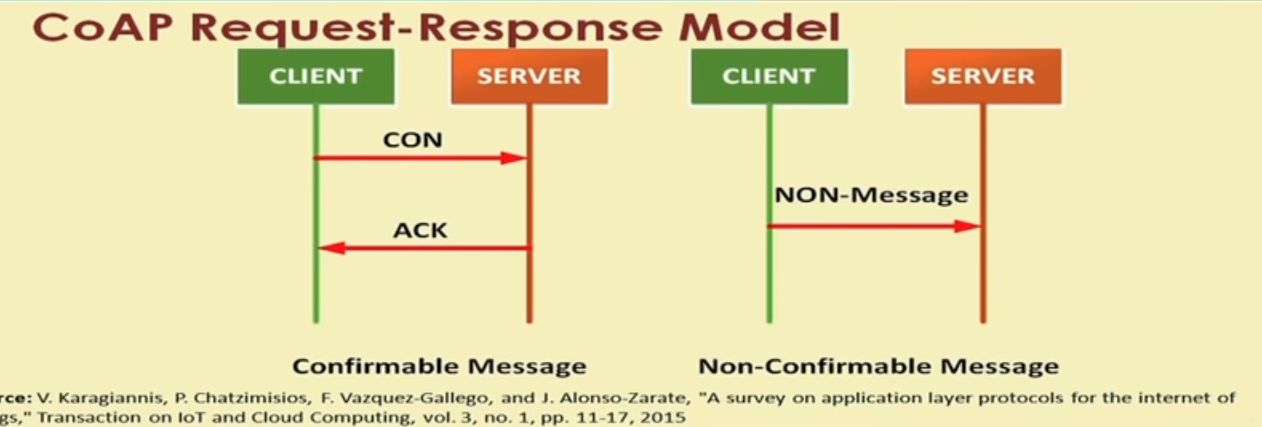 CoAP Request-Response Model
CLIENT SERVER CLIENT SERVER
CON
NON-Message
ACK
Confirmable Message Non-Confirmable Message
rce: V. Karagiannis, P. Chatzimisios, F. Vazquez-Gallego, and J. Alonso-Zarate, "A survey on application layer protocols for the internet of
gs," Transaction on IoT and Cloud Computing, vol. 3, no. 1, pp. 11-17, 2015